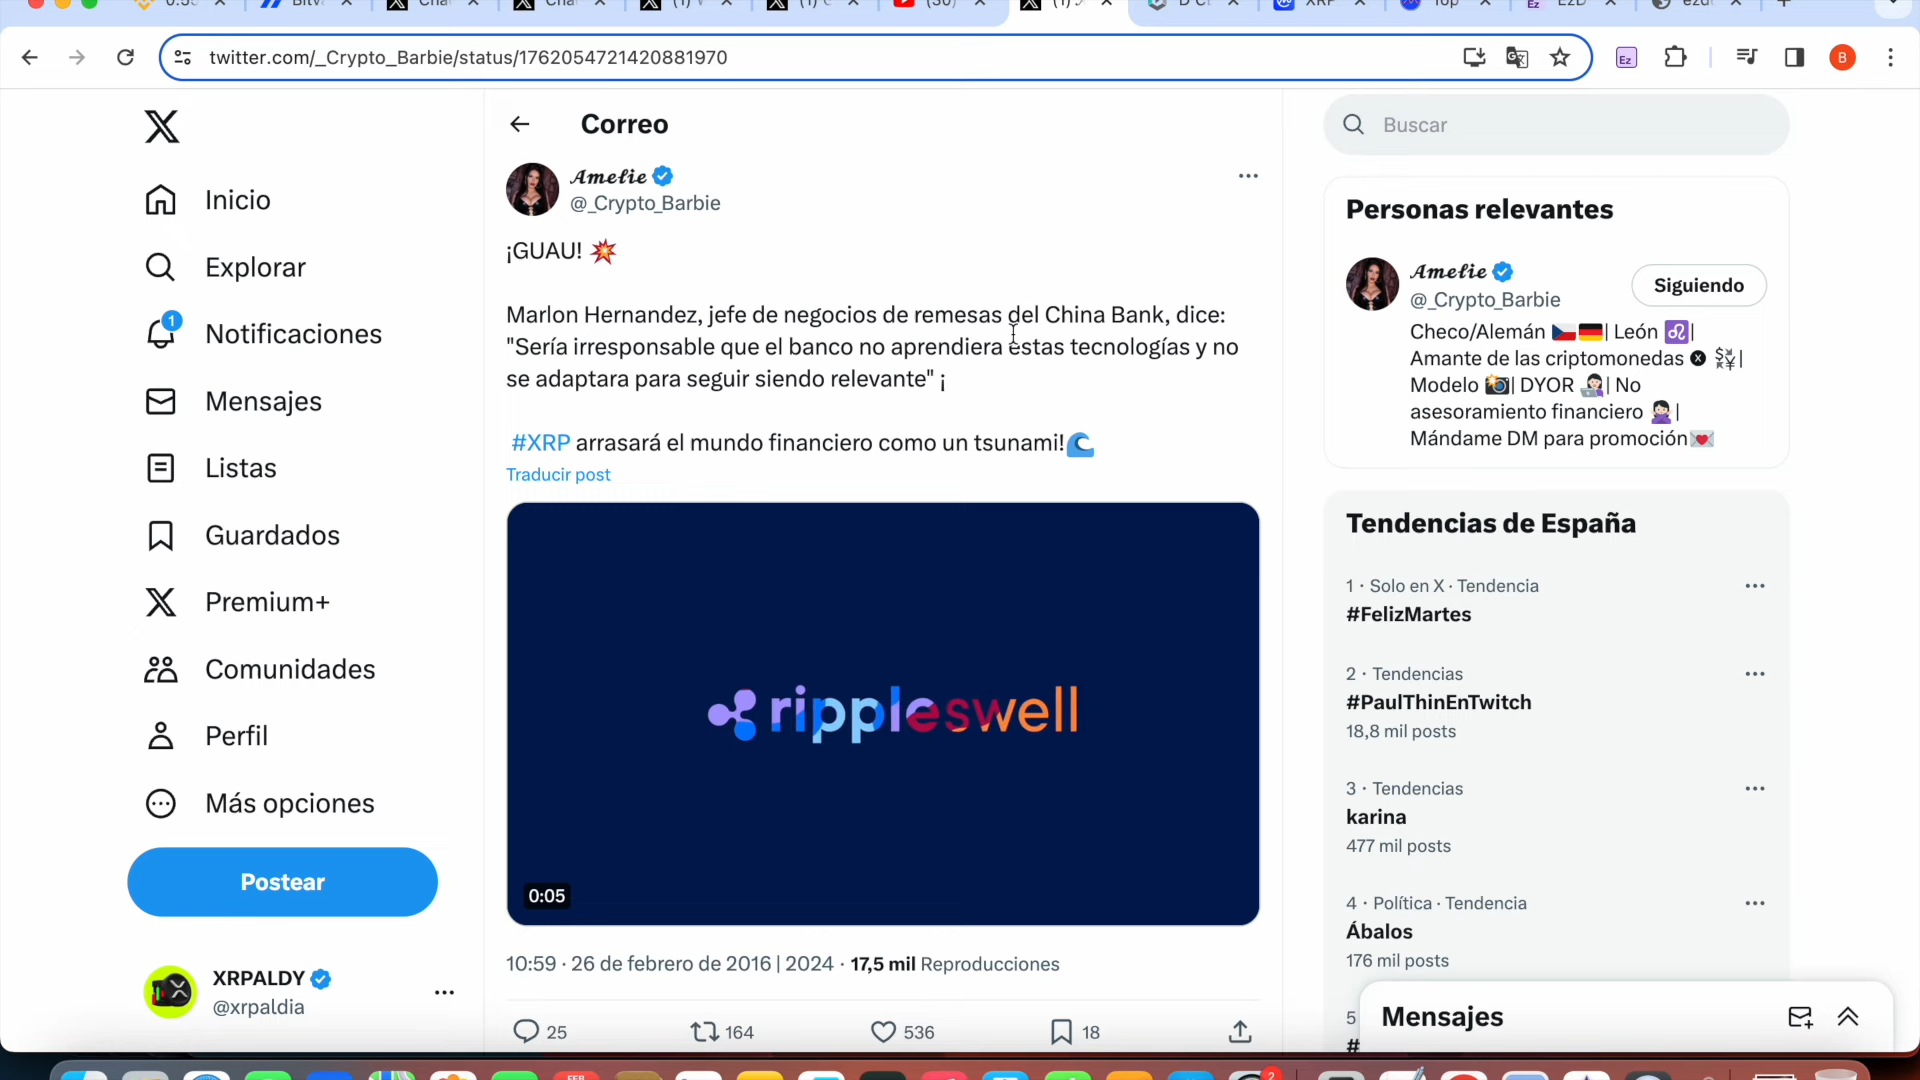 twitter.com/_Crypto_Barbie/status/1762054721420881970
Ez
B
Inicio
Explorar
1
Notificaciones
Mensajes
Listas
Guardados
Premium+
Comunidades
Perfil
Más opciones
Postear
XRPALDY
@xrpaldia
Correo
Amelie
@_Crypto_Barbie
¡GUAU! 💥
Marlon Hernandez, jefe de negocios de remesas del China Bank, dice:
"Sería irresponsable que el banco no aprendiera estas tecnologías y no
se adaptara para seguir siendo relevante" ¡
#XRP arrasará el mundo financiero como un tsunami!🌊
Traducir post
rippleswell
0:05
10:59 · 26 de febrero de 2016 | 2024 · 17,5 mil Reproducciones
25 164 536 18
Buscar
Personas relevantes
Amelie
@_Crypto_Barbie
Siguiendo
Checo/Alemán 🇨🇿🇩🇪| León ♌|
Amante de las criptomonedas 💱|
Modelo 📸| DYOR 👩🏻‍💻| No
asesoramiento financiero 🙅🏻‍♀️|
Mándame DM para promoción💌
Tendencias de España
1 · Solo en X · Tendencia
#FelizMartes
2 · Tendencias
#PaulThinEnTwitch
18,8 mil posts
3 · Tendencias
karina
477 mil posts
4 · Política · Tendencia
Ábalos
176 mil posts
5
#
Mensajes
FEB
2